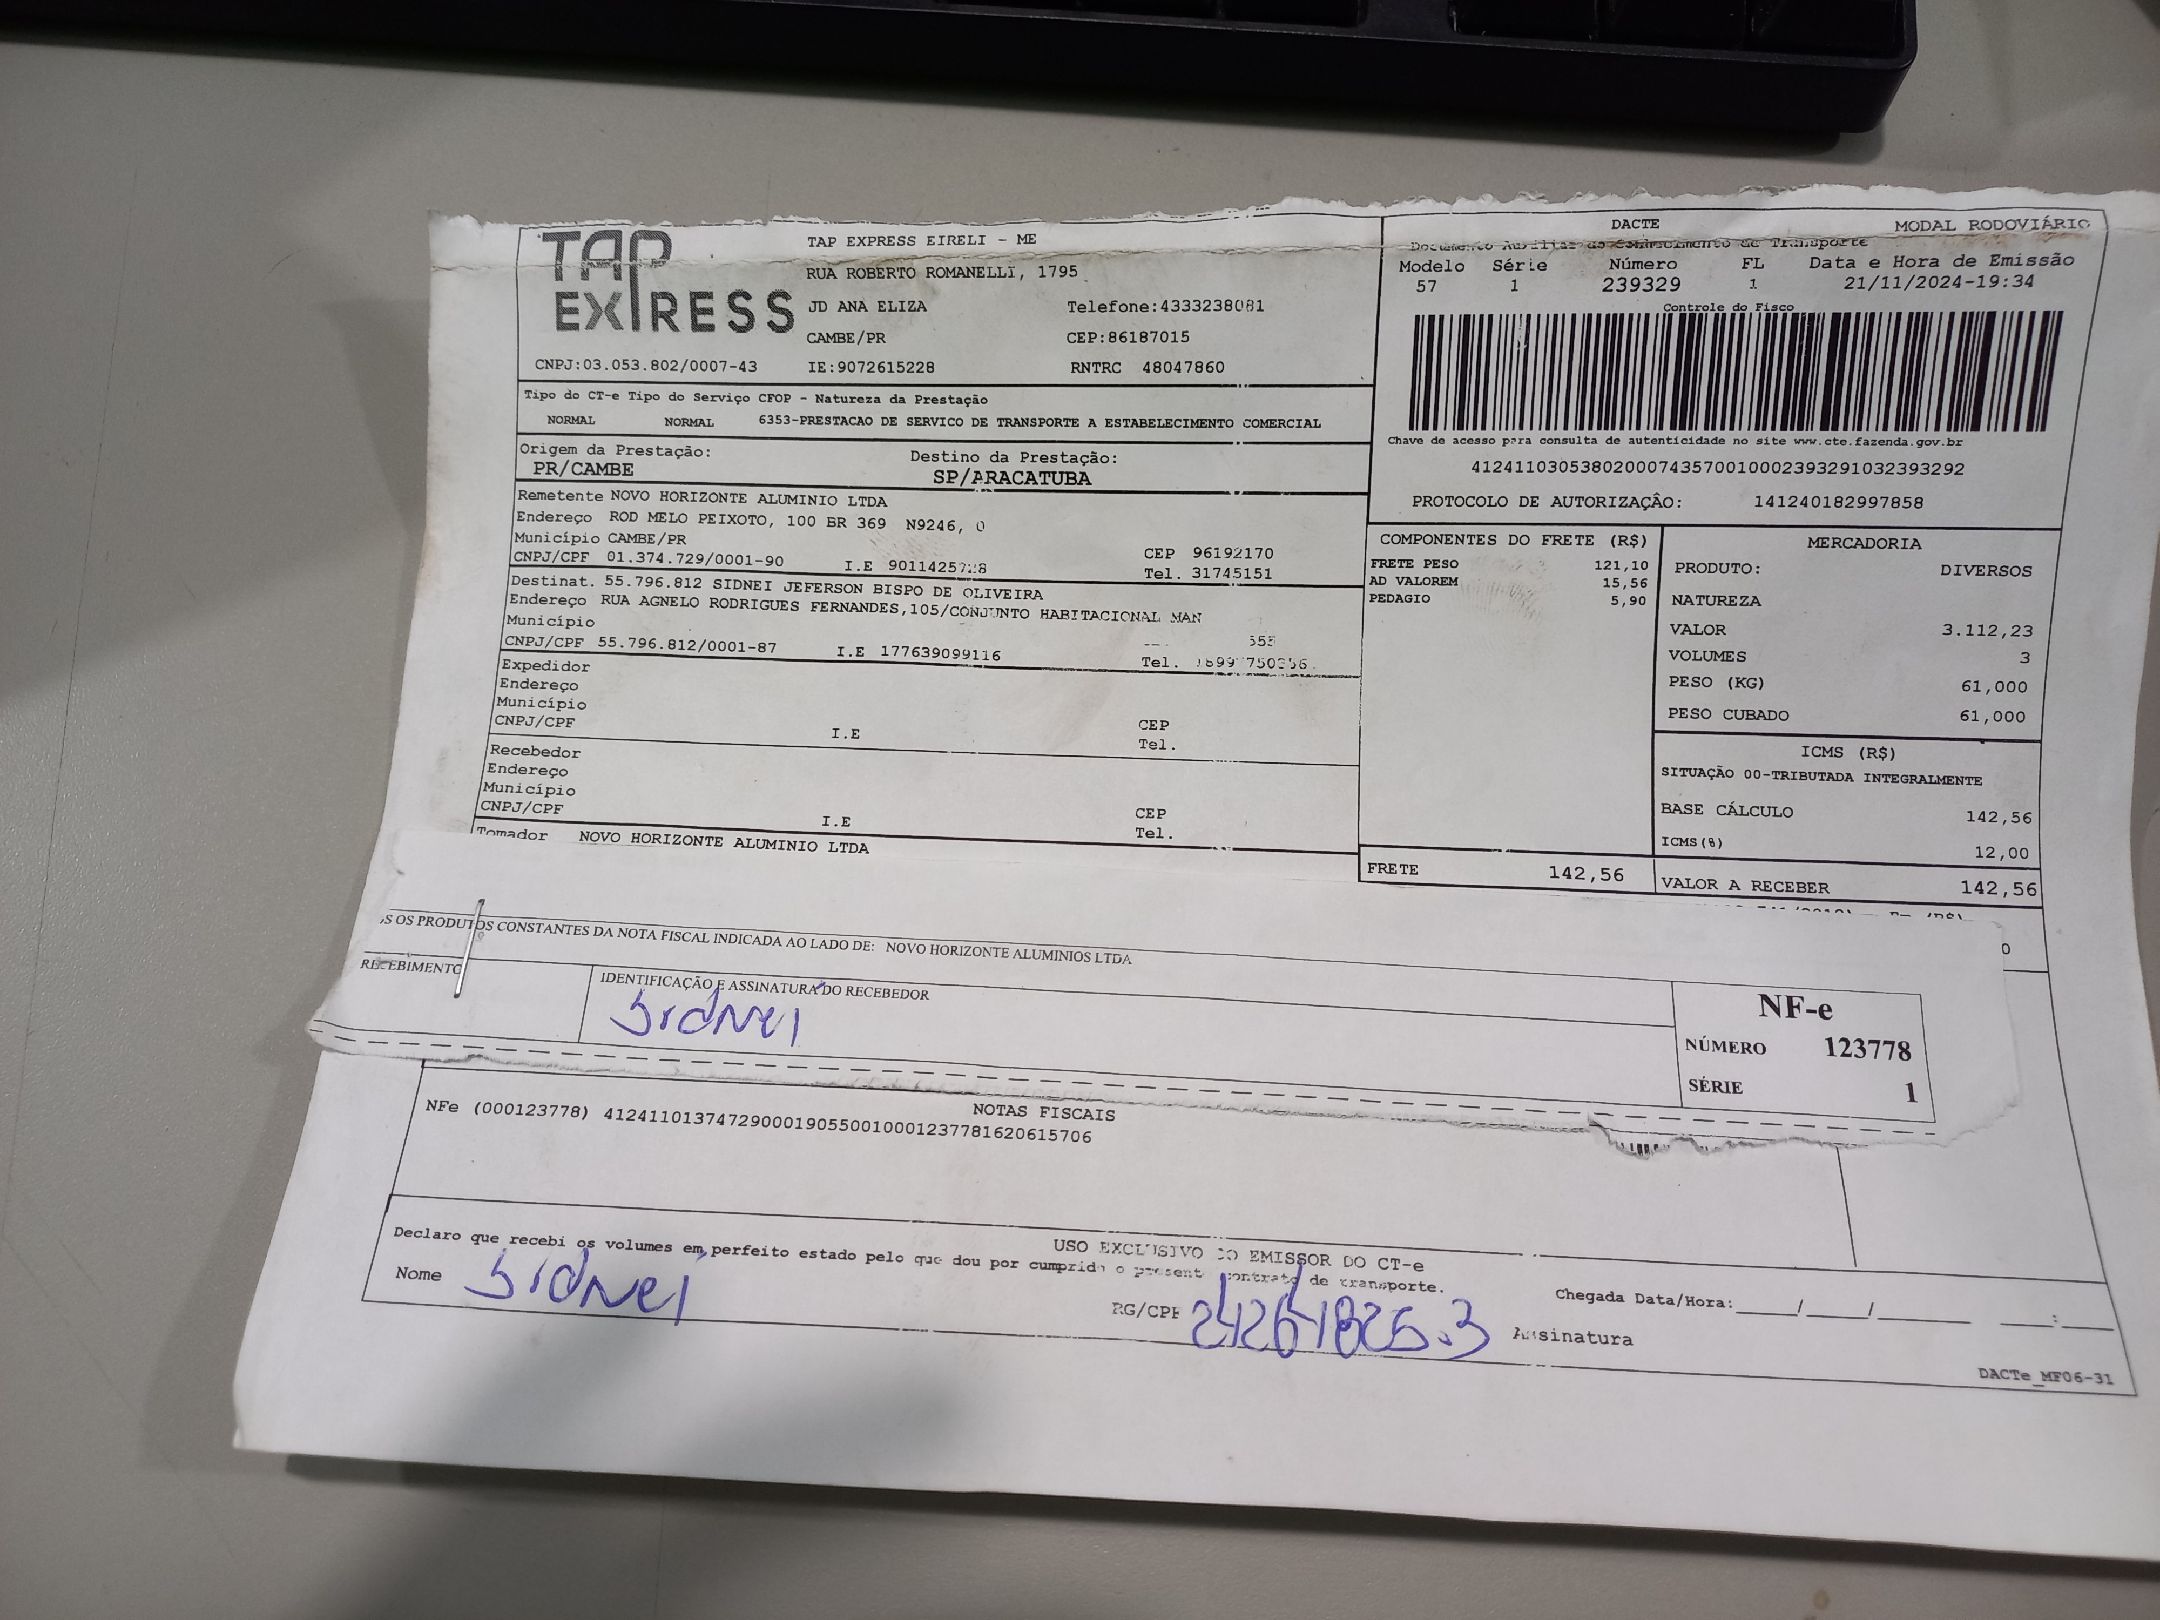 TAP EXPRESS
TAP EXPRESS EIRELI - ME
RUA ROBERTO ROMANELLI, 1795
JD ANA ELIZA Telefone:4333238081
CAMBE/PR CEP:86187015
CNPJ:03.053.802/0007-43 IE:9072615228 RNTRC 48047860
DACTE MODAL RODOVIÁRIO
Documento Auxiliar do Conhecimento de Transporte
Modelo Série Número FL Data e Hora de Emissão
57 1 239329 1 21/11/2024-19:34
Controle do Fisco
Chave de acesso para consulta de autenticidade no site www.cte.fazenda.gov.br
41241103053802000743570010002393291032393292
PROTOCOLO DE AUTORIZAÇÂO: 141240182997858
Tipo do CT-e Tipo do Serviço CFOP - Natureza da Prestação
NORMAL NORMAL 6353-PRESTACAO DE SERVICO DE TRANSPORTE A ESTABELECIMENTO COMERCIAL
Origem da Prestação: Destino da Prestação:
PR/CAMBE SP/ARACATUBA
Remetente NOVO HORIZONTE ALUMINIO LTDA
Endereço ROD MELO PEIXOTO, 100 BR 369 N9246, 0
Município CAMBE/PR CEP 96192170
CNPJ/CPF 01.374.729/0001-90 I.E Tel. 31745151
Destinat. 55.796.812 SIDNEI JEFERSON BISPO DE OLIVEIRA
Endereço RUA AGNELO RODRIGUES FERNANDES,105/CONJUNTO HABITACIONAL MAN
Município
CNPJ/CPF 55.796.812/0001-87 I.E 177639099116 Tel.
Expedidor
Endereço
Município CEP
CNPJ/CPF I.E Tel.
Recebedor
Endereço
Município CEP
CNPJ/CPF I.E Tel.
Tomador NOVO HORIZONTE ALUMINIO LTDA
COMPONENTES DO FRETE (R$)
FRETE PESO 121,10
AD VALOREM 15,56
PEDAGIO 5,90
FRETE 142,56
MERCADORIA
PRODUTO: DIVERSOS
NATUREZA
VALOR 3.112,23
VOLUMES 3
PESO (KG) 61,000
PESO CUBADO 61,000
ICMS (R$)
SITUAÇÃO 00-TRIBUTADA INTEGRALMENTE
BASE CÁLCULO 142,56
ICMS(%) 12,00
VALOR A RECEBER 142,56
S OS PRODUTOS CONSTANTES DA NOTA FISCAL INDICADA AO LADO DE: NOVO HORIZONTE ALUMINIOS LTDA
RECEBIMENTO IDENTIFICAÇÃO E ASSINATURA DO RECEBEDOR
Sidnei
NF-e
NÚMERO 123778
SÉRIE 1
NOTAS FISCAIS
NFe (000123778) 41241101374729000190550010001237781620615706
USO EXCLUSIVO DO EMISSOR DO CT-e
Declaro que recebi os volumes em perfeito estado pelo que dou por cumprido o presente contrato de transporte.
Nome Sidnei RG/CPF Assinatura Chegada Data/Hora:____/____/______ ___:___
DACTe_MF06-31